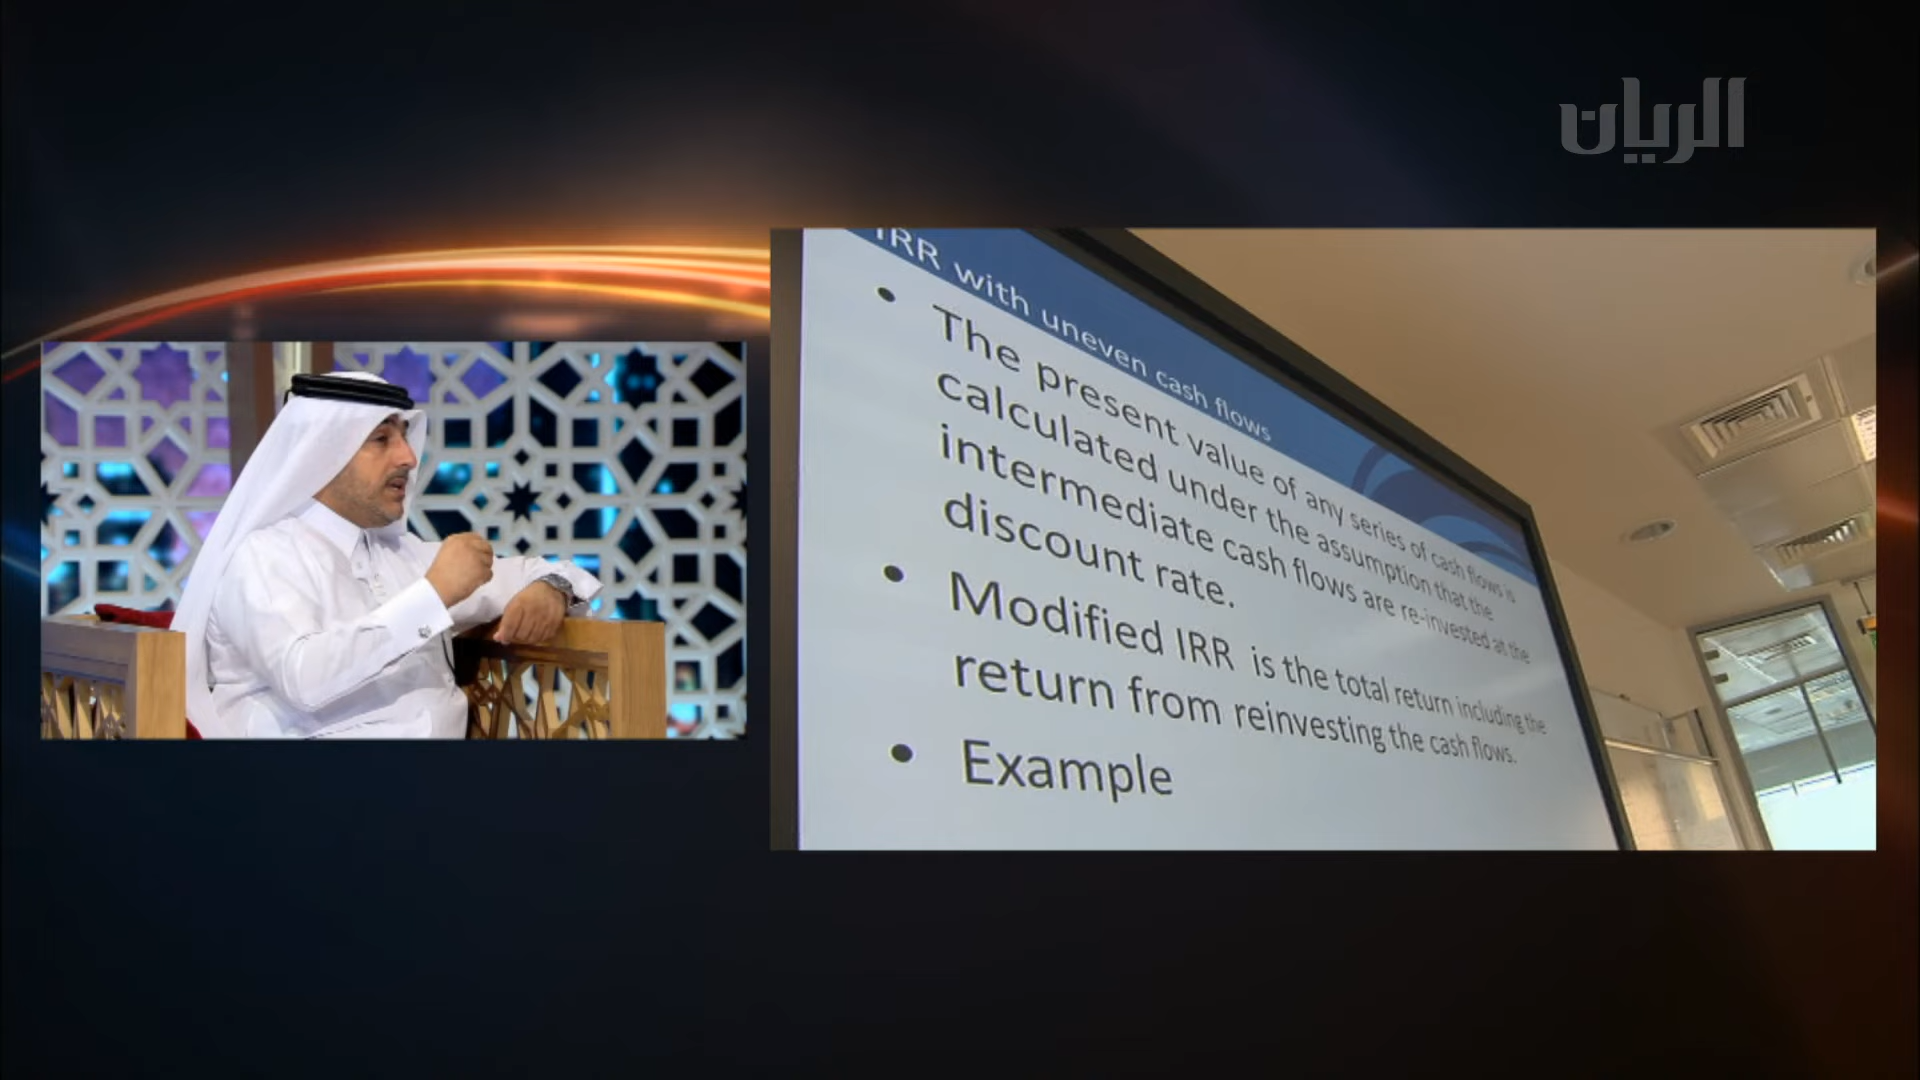 الريان
IRR with uneven cash flows
• The present value of any series of cash flows is
calculated under the assumption that the
intermediate cash flows are re-invested at the
discount rate.
• Modified IRR is the total return including the
return from reinvesting the cash flows.
• Example